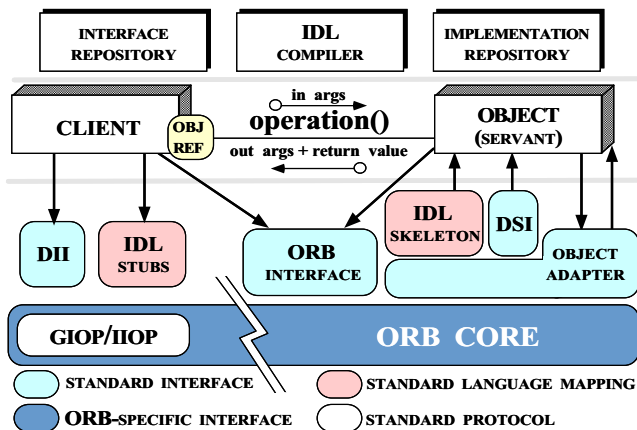 INTERFACE
REPOSITORY
IDL
COMPILER
IMPLEMENTATION
REPOSITORY
CLIENT
OBJ
REF
in args
operation()
out args + return value
OBJECT
(SERVANT)
DII
IDL
STUBS
ORB
INTERFACE
IDL
SKELETON
DSI
OBJECT
ADAPTER
GIOP/IIOP
ORB CORE
STANDARD INTERFACE
STANDARD LANGUAGE MAPPING
ORB-SPECIFIC INTERFACE
STANDARD PROTOCOL